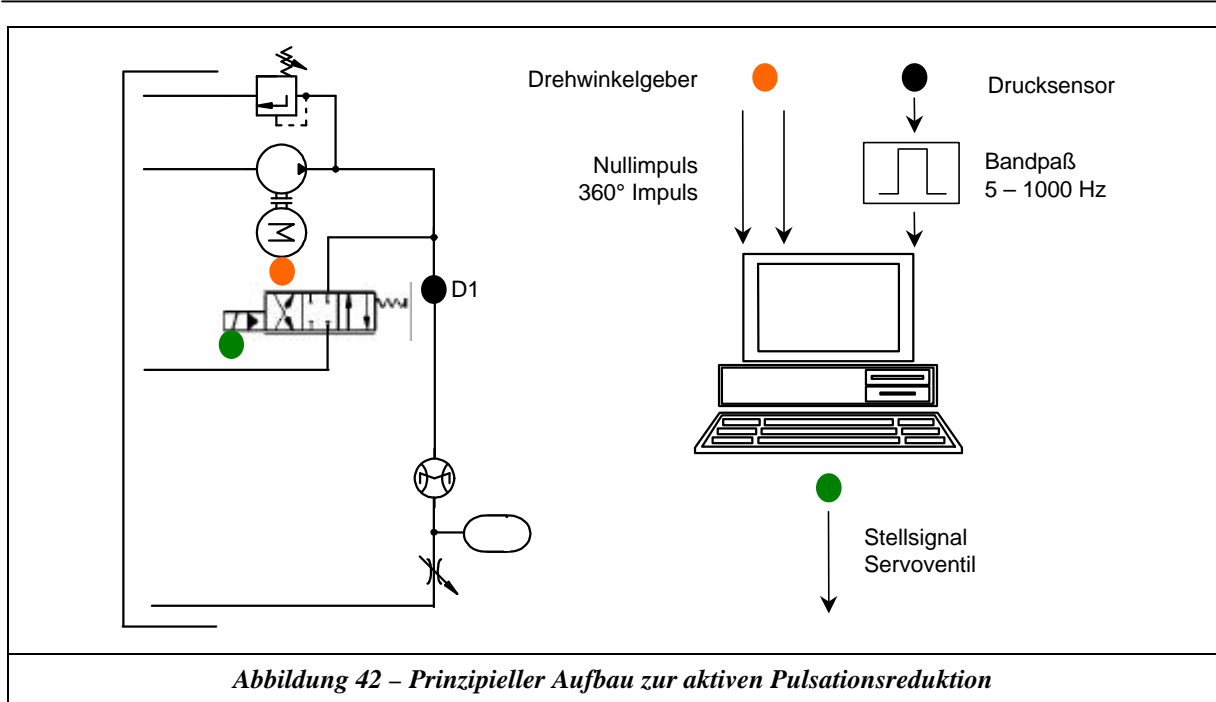 Drehwinkelgeber
Drucksensor
Nullimpuls
360° Impuls
Bandpaß
5 – 1000 Hz
M
D1
Stellsignal
Servoventil
Abbildung 42 – Prinzipieller Aufbau zur aktiven Pulsationsreduktion